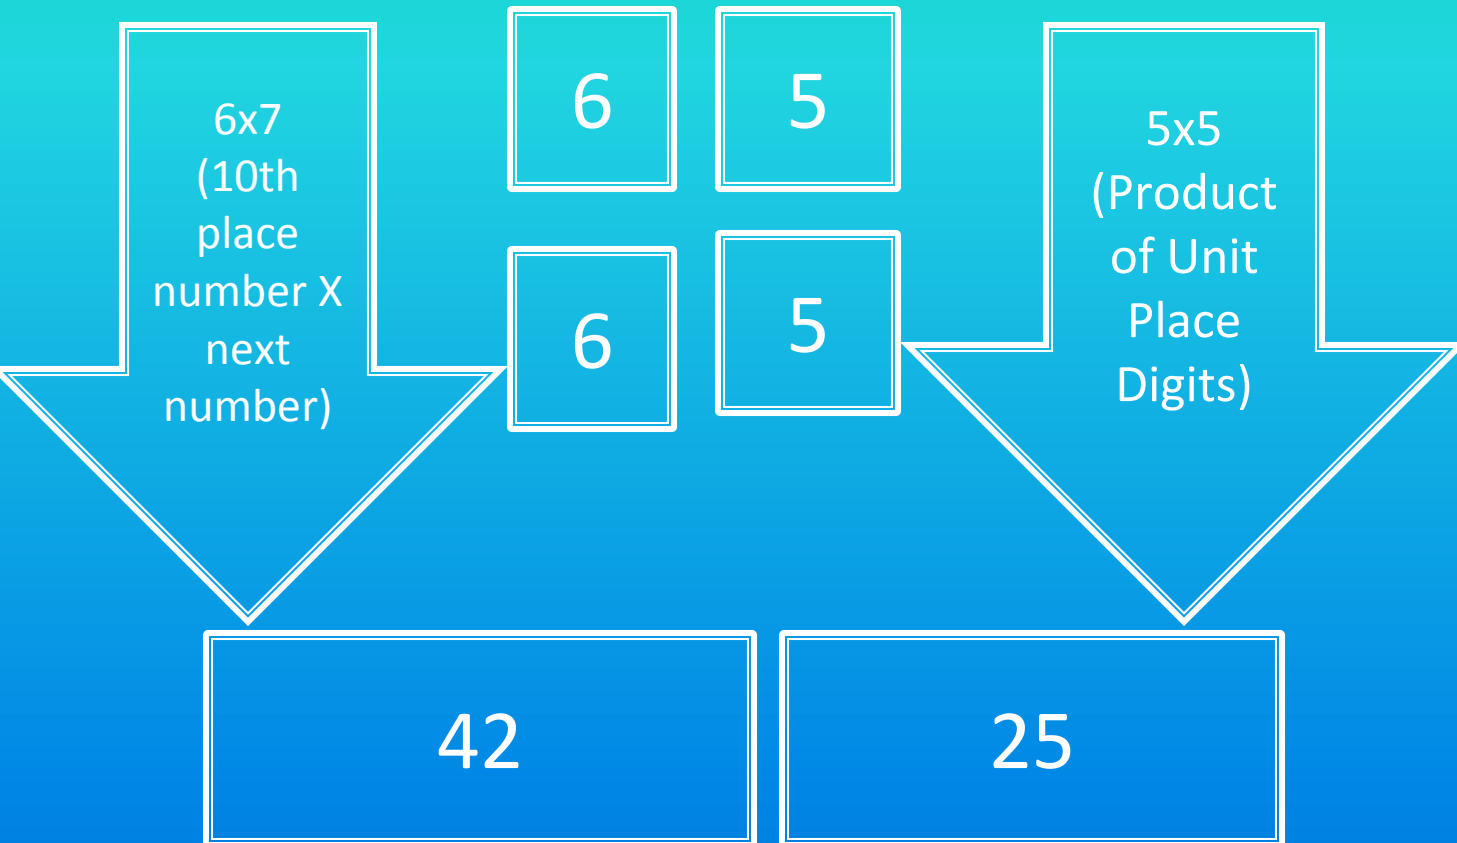 6x7
(10th
place
number X
next
number)
6 5
6 5
5x5
(Product
of Unit
Place
Digits)
42
25